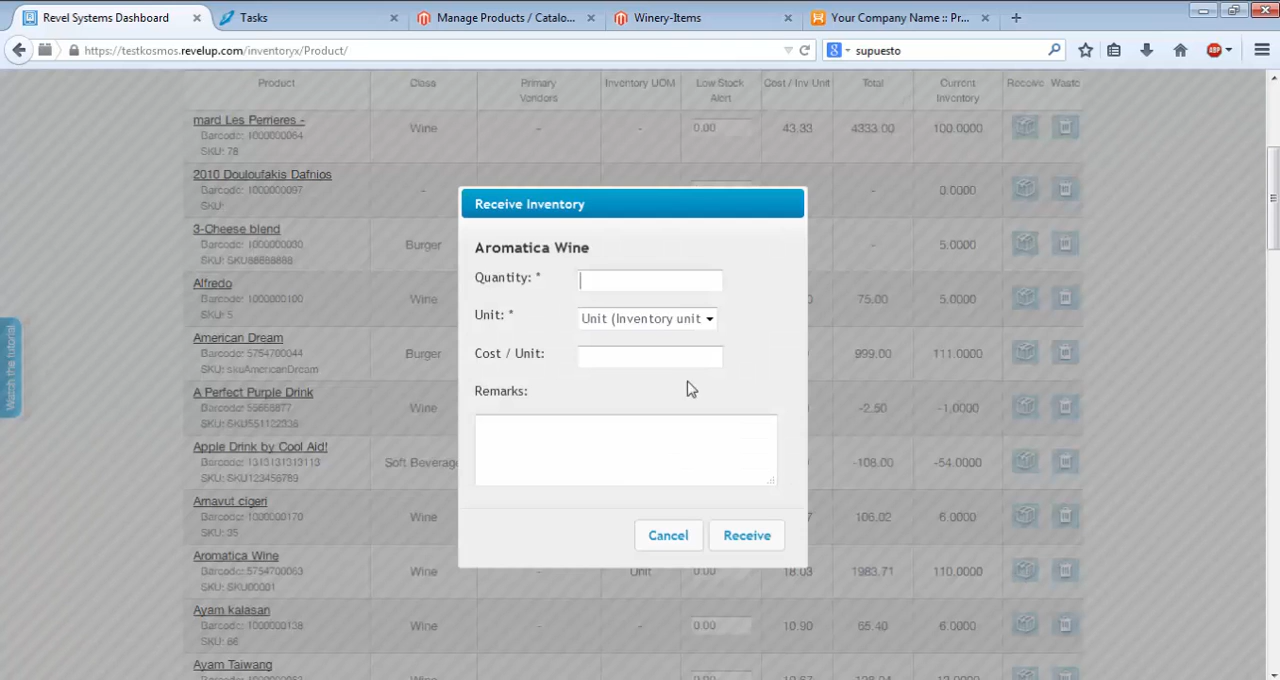 Revel Systems Dashboard
Tasks
Manage Products / Catalo...
Winery-Items
Your Company Name :: Pr...
https://testkosmos.revelup.com/inventoryx/Product/
supuesto
Product Class Primary Vendors Inventory UOM Low Stock Alert Cost / Inv Unit Total Current Inventory Receive Waste
mard Les Perrieres -
Barcode: 1000000064
SKU: 78
Wine - - 0.00 43.33 4333.00 100.0000
2010 Douloufakis Dafnios
Barcode: 1000000097
SKU:
- - 0.0000
3-Cheese blend
Barcode: 1000000030
SKU: SKU88888888
Burger - 5.0000
Alfredo
Barcode: 1000000100
SKU: 5
Wine 75.00 5.0000
American Dream
Barcode: 5754700044
SKU: skuAmericanDream
Burger 999.00 111.0000
A Perfect Purple Drink
Barcode: 55668877
SKU: SKU551122336
Wine -2.50 -1.0000
Apple Drink by Cool Aid!
Barcode: 1313131313113
SKU: SKU123456789
Soft Beverag -108.00 -54.0000
Arnavut cigeri
Barcode: 1000000170
SKU: 35
Wine 106.02 6.0000
Aromatica Wine
Barcode: 5754700063
SKU: SKU00001
Wine - Unit 0.00 18.03 1983.71 110.0000
Ayam kalasan
Barcode: 1000000138
SKU: 66
Wine - - 0.00 10.90 65.40 6.0000
Ayam Taiwang
Watch the tutorial
Receive Inventory
Aromatica Wine
Quantity: *
Unit: * Unit (Inventory unit
Cost / Unit:
Remarks:
Cancel Receive